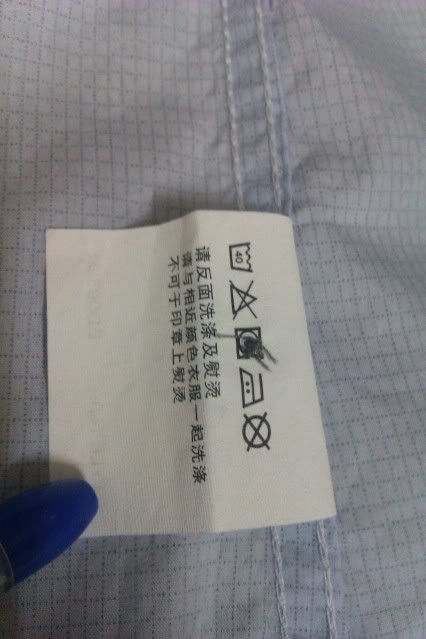 40
请反面洗涤及熨烫
请与相近颜色衣服一起洗涤
不可于印章上熨烫